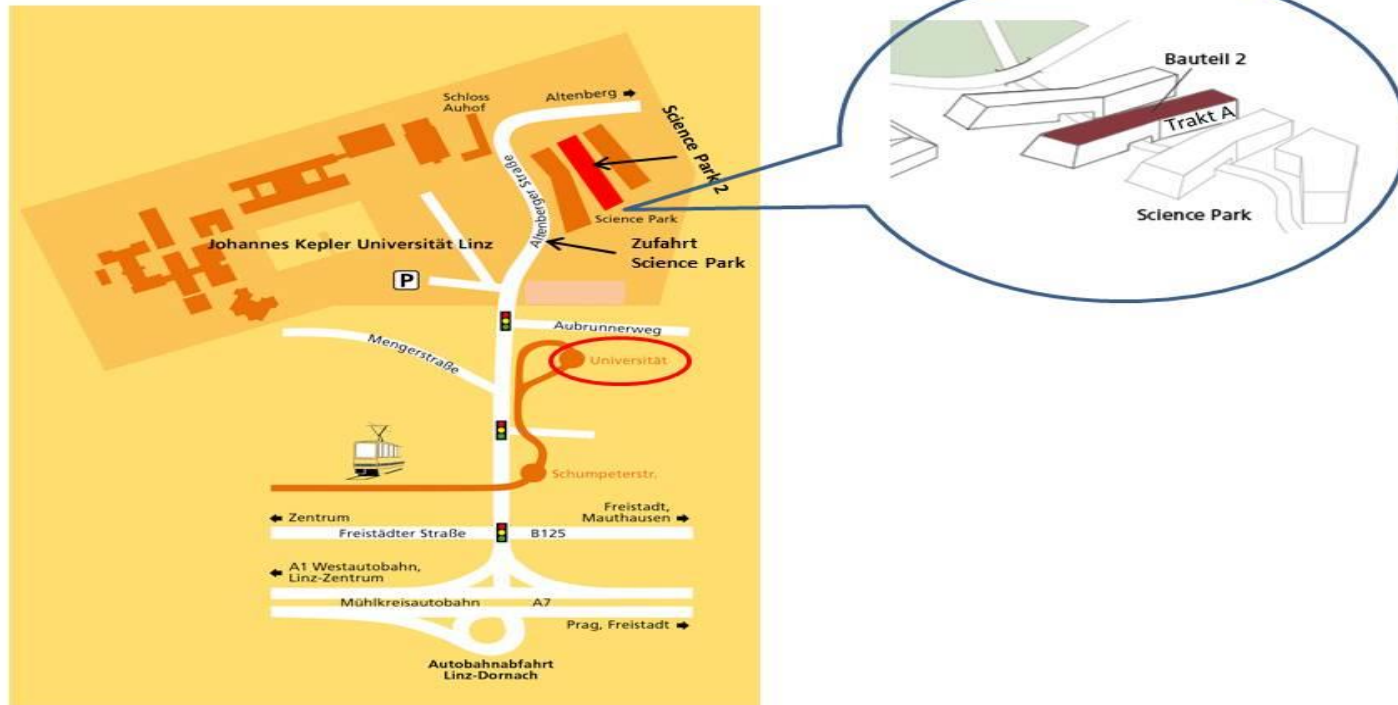 Schloss
Auhof
Altenberg
Science Park 2
Altenberger Straße
Science Park
Johannes Kepler Universität Linz
Zufahrt
Science Park
P
Aubrunnerweg
Mengerstraße
Universität
Schumpeterstr.
Zentrum
Freistadt,
Mauthausen
Freistädter Straße
B125
A1 Westautobahn,
Linz-Zentrum
Mühlkreisautobahn
A7
Prag, Freistadt
Autobahnabfahrt
Linz-Dornach
Bauteil 2
Trakt A
Science Park